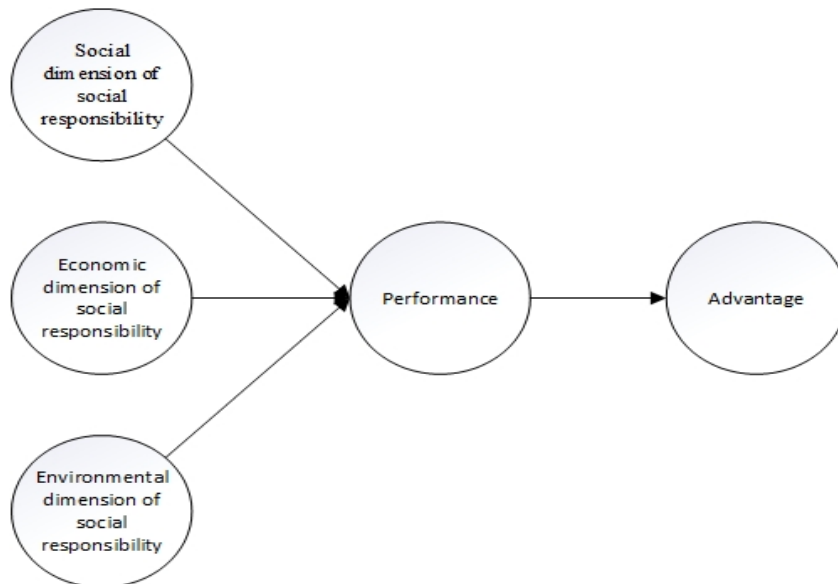 Social
dimension of
social
responsibility
Economic
dimension of
social
responsibility
Performance
Advantage
Environmental
dimension of
social
responsibility